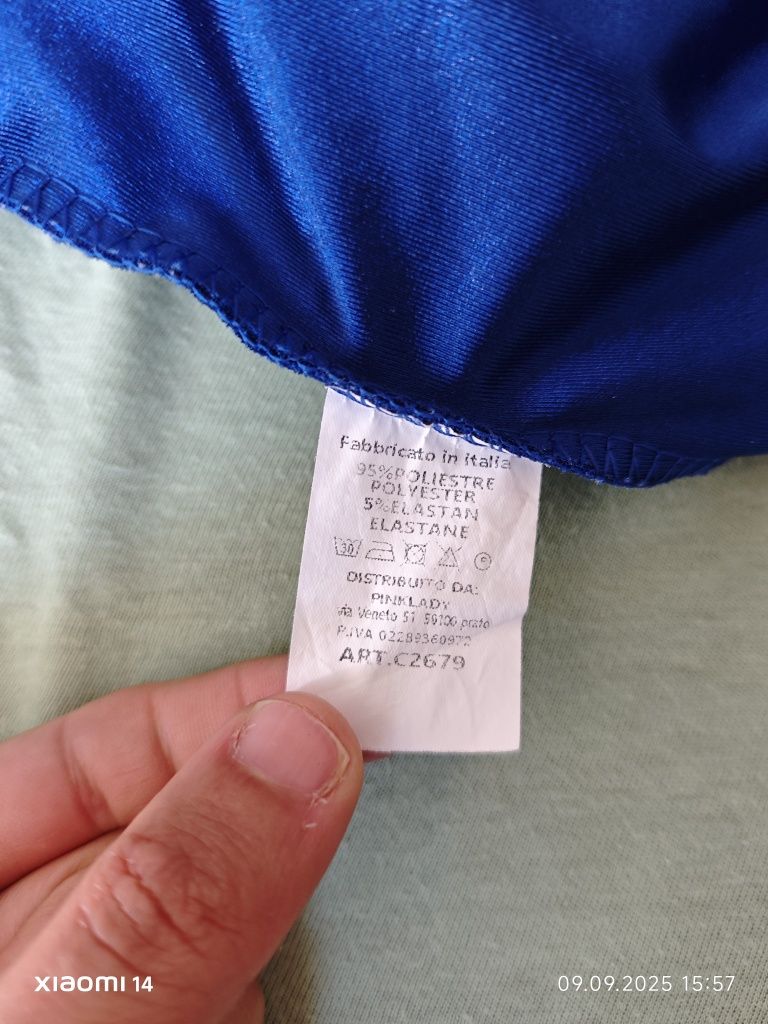 Fabbricato in italia
95%POLIESTRE
POLYESTER
5%ELASTAN
ELASTANE
30
DISTRIBUITO DA:
PINKLADY
via Veneto 51 59100 prato
P.IVA 02289360972
ART.C2679
XIAOMI 14
09.09.2025 15:57